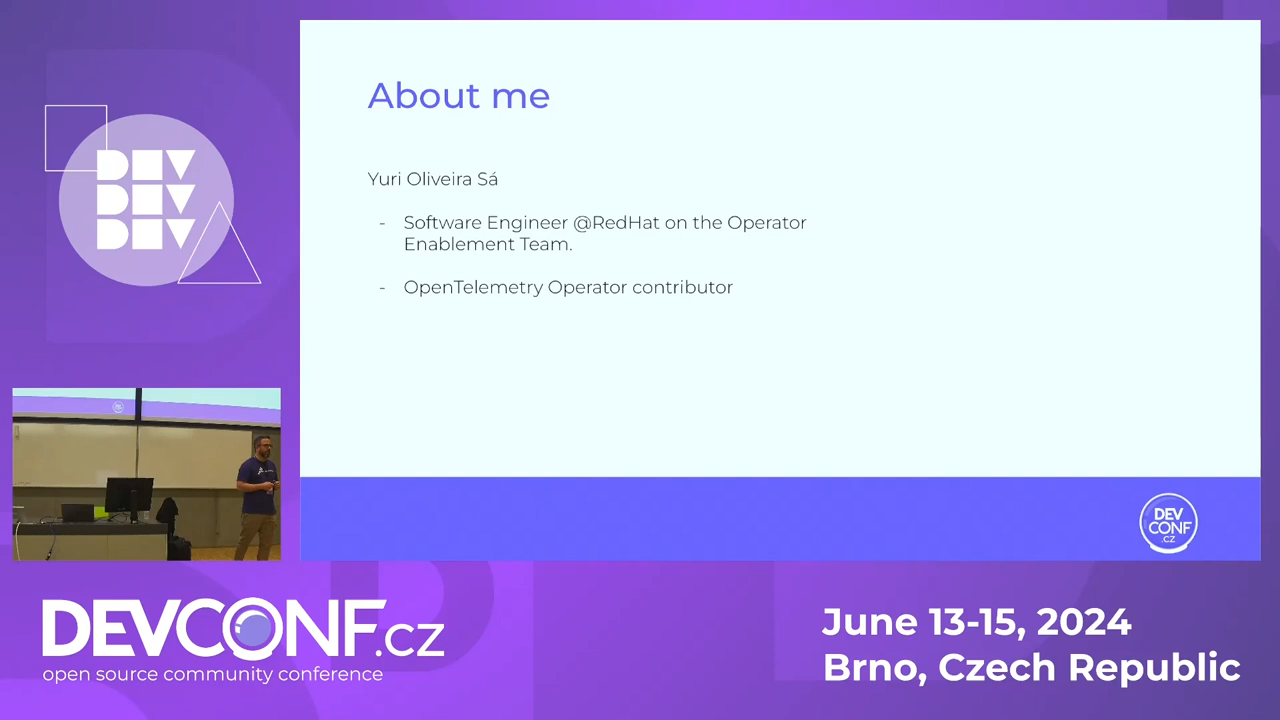 About me
Yuri Oliveira Sá
- Software Engineer @RedHat on the Operator
Enablement Team.
- OpenTelemetry Operator contributor
DEV
DEV
DEV
DEV
CONF
.CZ
DEVCONF.cz
open source community conference
June 13-15, 2024
Brno, Czech Republic